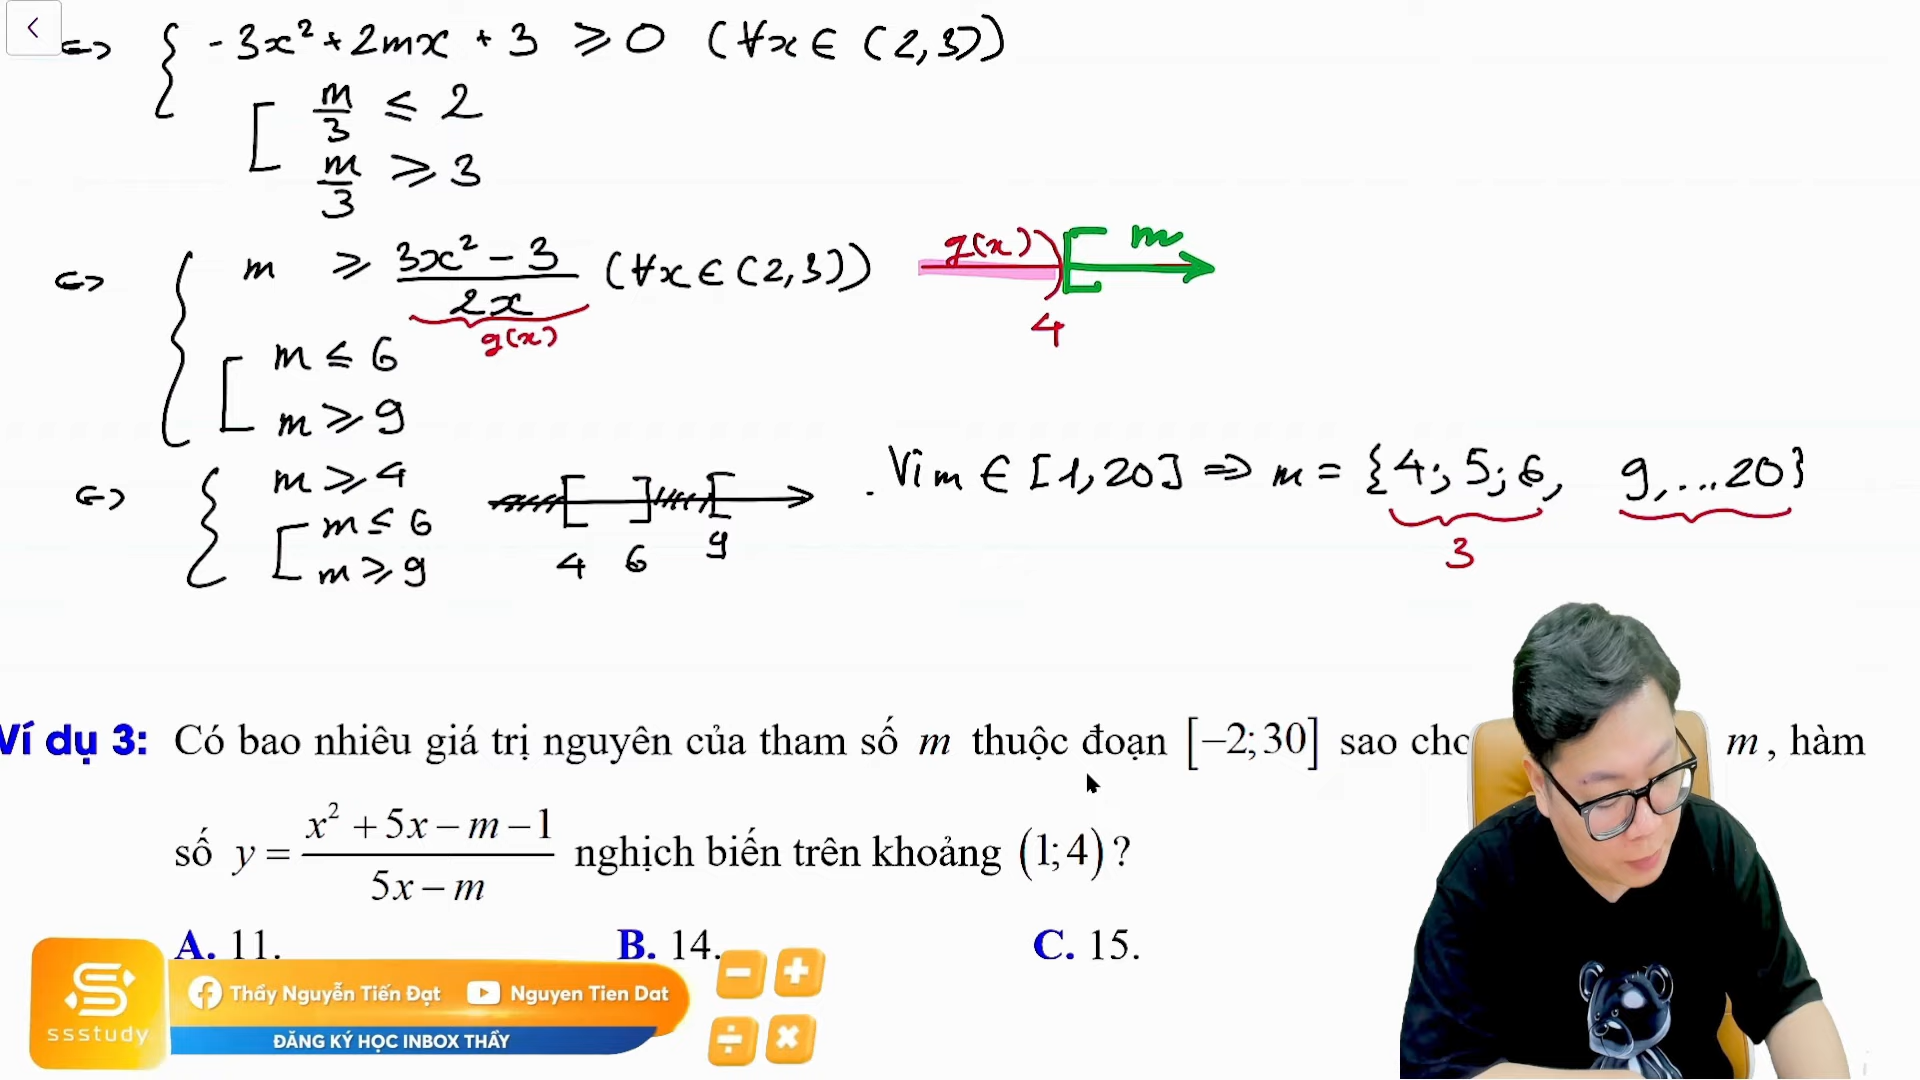 <=> { -3x² + 2mx + 3 ⩾ 0 (∀x ∈ (2,3))
[ m/3 ⩽ 2
m/3 ⩾ 3
<=> { m ⩾ (3x² - 3)/(2x) (∀x ∈ (2,3)) g(x) ) [ m
g(x) 4
[ m ⩽ 6
m ⩾ 9
<=> { m ⩾ 4
[ m ⩽ 6
m ⩾ 9
4 6 9
. Vì m ∈ [1,20] => m = {4; 5; 6, 9,...20}
3
Ví dụ 3: Có bao nhiêu giá trị nguyên của tham số m thuộc đoạn [−2;30] sao m, hàm
số y = (x² + 5x − m − 1)/(5x − m) nghịch biến trên khoảng (1;4)?
A. 11. B. 14. C. 15.
Thầy Nguyễn Tiến Đạt Nguyen Tien Dat
ssstudy
ĐĂNG KÝ HỌC INBOX THẦY